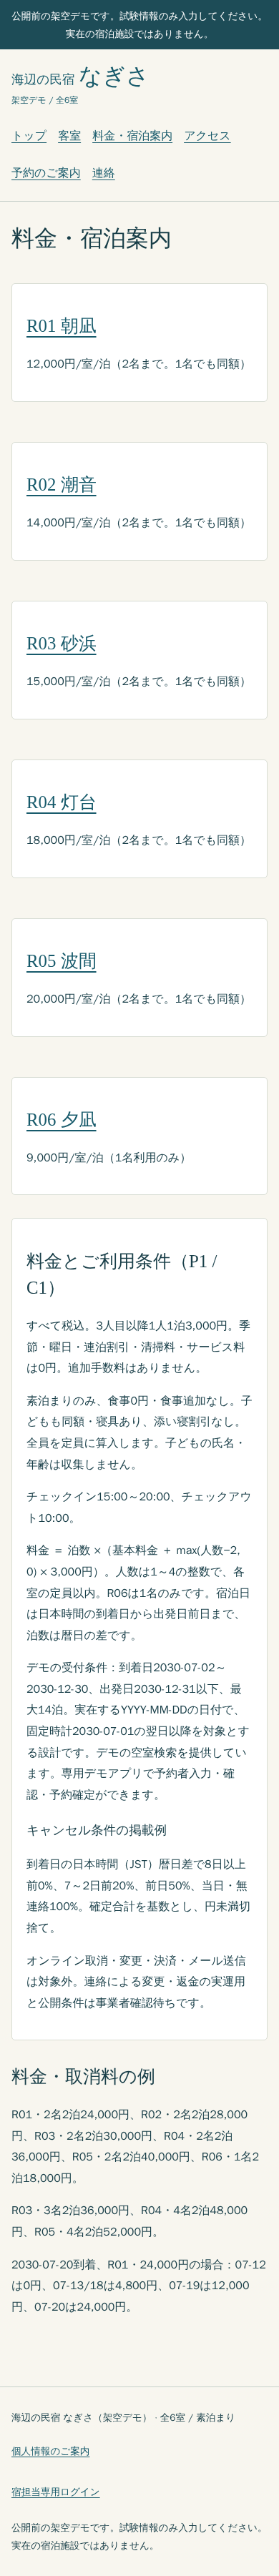 公開前の架空デモです。試験情報のみ入力してください。
実在の宿泊施設ではありません。
海辺の民宿 なぎさ
架空デモ / 全6室
トップ 客室 料金・宿泊案内 アクセス
予約のご案内 連絡
料金・宿泊案内
R01 朝凪
12,000円/室/泊（2名まで。1名でも同額）
R02 潮音
14,000円/室/泊（2名まで。1名でも同額）
R03 砂浜
15,000円/室/泊（2名まで。1名でも同額）
R04 灯台
18,000円/室/泊（2名まで。1名でも同額）
R05 波間
20,000円/室/泊（2名まで。1名でも同額）
R06 夕凪
9,000円/室/泊（1名利用のみ）
料金とご利用条件（P1 /
C1）
すべて税込。3人目以降1人1泊3,000円。季
節・曜日・連泊割引・清掃料・サービス料
は0円。追加手数料はありません。
素泊まりのみ、食事0円・食事追加なし。子
どもも同額・寝具あり、添い寝割引なし。
全員を定員に算入します。子どもの氏名・
年齢は収集しません。
チェックイン15:00～20:00、チェックアウ
ト10:00。
料金 ＝ 泊数 ×（基本料金 ＋ max(人数−2,
0) × 3,000円）。人数は1～4の整数で、各
室の定員以内。R06は1名のみです。宿泊日
は日本時間の到着日から出発日前日まで、
泊数は暦日の差です。
デモの受付条件：到着日2030-07-02～
2030-12-30、出発日2030-12-31以下、最
大14泊。実在するYYYY-MM-DDの日付で、
固定時計2030-07-01の翌日以降を対象とす
る設計です。デモの空室検索を提供してい
ます。専用デモアプリで予約者入力・確
認・予約確定ができます。
キャンセル条件の掲載例
到着日の日本時間（JST）暦日差で8日以上
前0%、7～2日前20%、前日50%、当日・無
連絡100%。確定合計を基数とし、円未満切
捨て。
オンライン取消・変更・決済・メール送信
は対象外。連絡による変更・返金の実運用
と公開条件は事業者確認待ちです。
料金・取消料の例
R01・2名2泊24,000円、R02・2名2泊28,000
円、R03・2名2泊30,000円、R04・2名2泊
36,000円、R05・2名2泊40,000円、R06・1名2
泊18,000円。
R03・3名2泊36,000円、R04・4名2泊48,000
円、R05・4名2泊52,000円。
2030-07-20到着、R01・24,000円の場合：07-12
は0円、07-13/18は4,800円、07-19は12,000
円、07-20は24,000円。
海辺の民宿 なぎさ（架空デモ） · 全6室 / 素泊まり
個人情報のご案内
宿担当専用ログイン
公開前の架空デモです。試験情報のみ入力してください。
実在の宿泊施設ではありません。